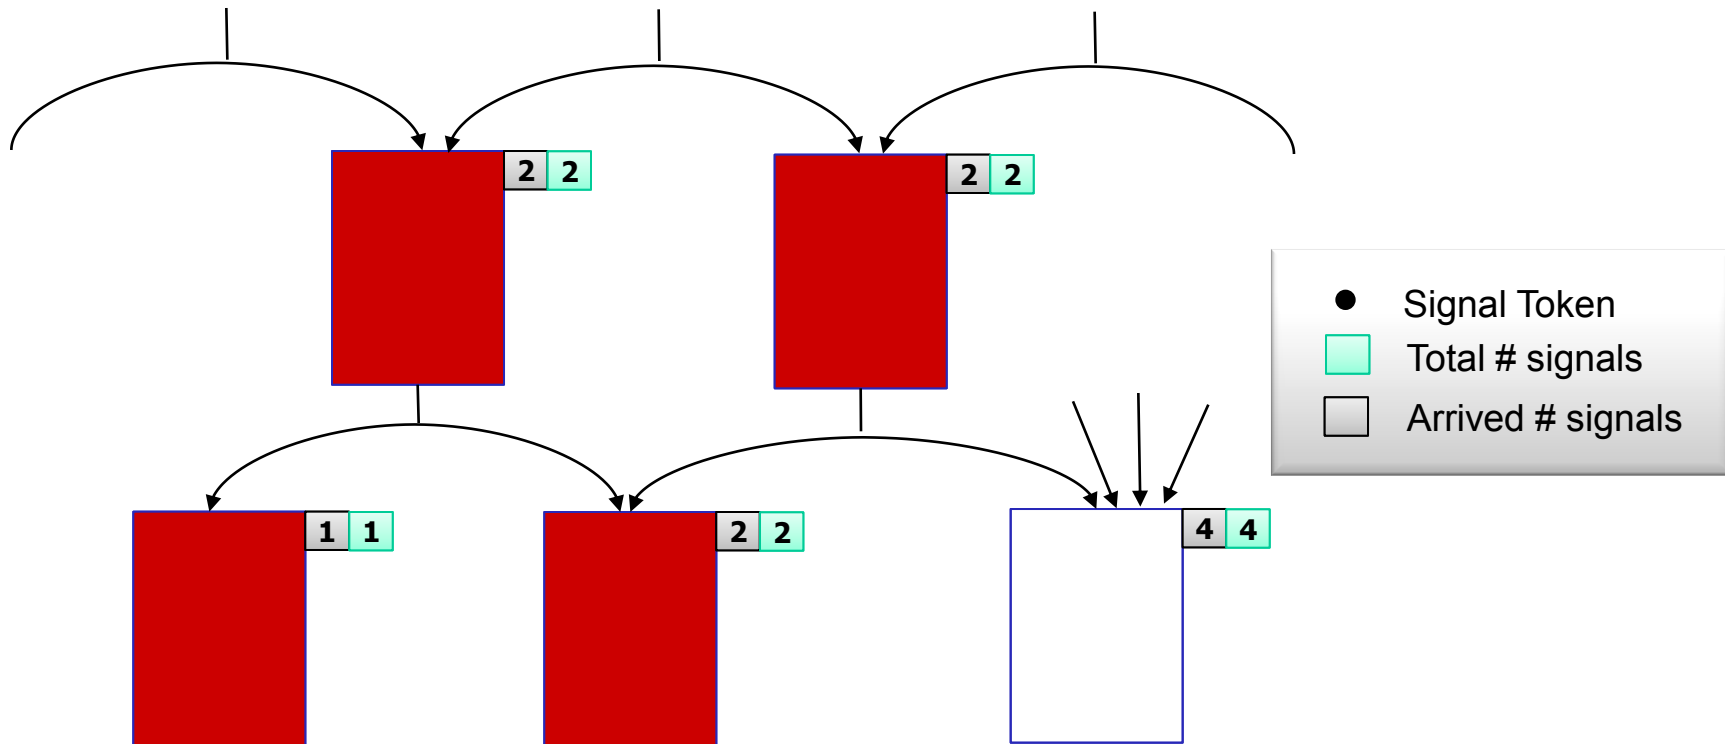 2 2
2 2
Signal Token
Total # signals
Arrived # signals
1 1
2 2
4 4